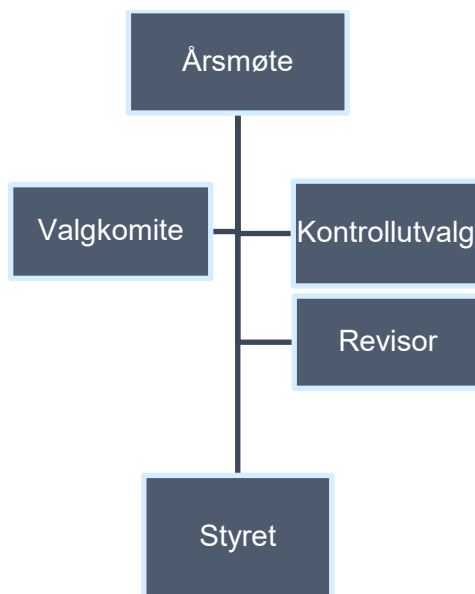 Årsmøte
Valgkomite
Kontrollutvalg
Revisor
Styret